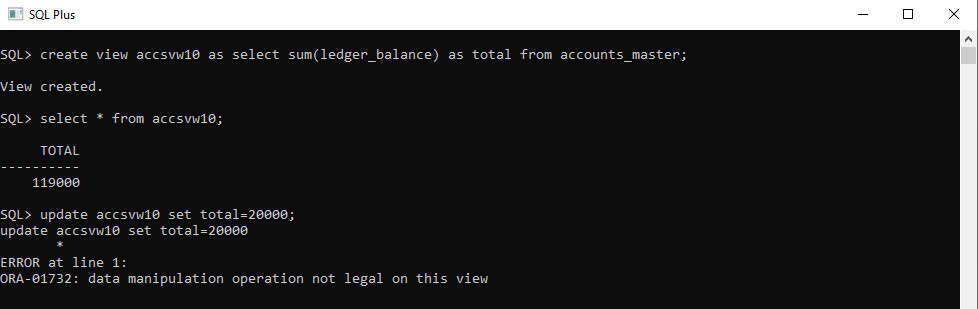 SQL Plus
SQL> create view accsvw10 as select sum(ledger_balance) as total from accounts_master;
View created.
SQL> select * from accsvw10;
TOTAL
----------
119000
SQL> update accsvw10 set total=20000;
update accsvw10 set total=20000
*
ERROR at line 1:
ORA-01732: data manipulation operation not legal on this view